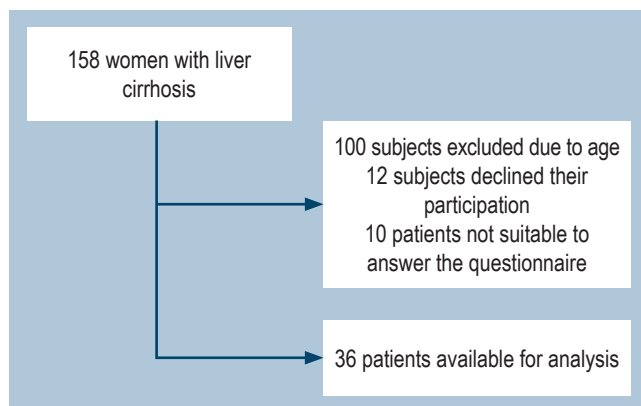 158 women with liver
cirrhosis
100 subjects excluded due to age
12 subjects declined their
participation
10 patients not suitable to
answer the questionnaire
36 patients available for analysis